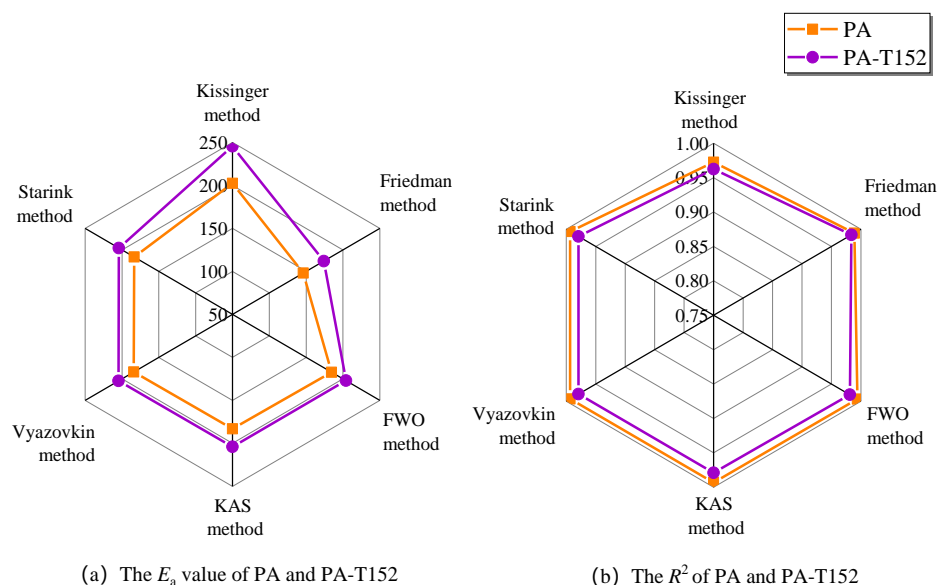 PA
PA-T152
Kissinger
method
250
200
150
100
50
Friedman
method
FWO
method
KAS
method
Vyazovkin
method
Starink
method
(a) The Eₐ value of PA and PA-T152
Kissinger
method
1.00
0.95
0.90
0.85
0.80
0.75
Friedman
method
FWO
method
KAS
method
Vyazovkin
method
Starink
method
(b) The R² of PA and PA-T152